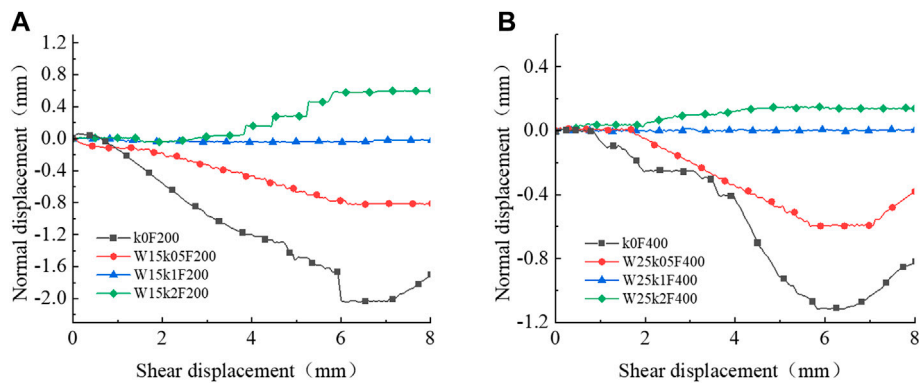 A
Normal displacement（mm）
1.2
0.8
0.4
0.0
-0.4
-0.8
-1.2
-1.6
-2.0
k0F200
W15k05F200
W15k1F200
W15k2F200
0 2 4 6 8
Shear displacement（mm）
B
Normal displacement（mm）
0.4
0.0
-0.4
-0.8
-1.2
k0F400
W25k05F400
W25k1F400
W25k2F400
0 2 4 6 8
Shear displacement（mm）